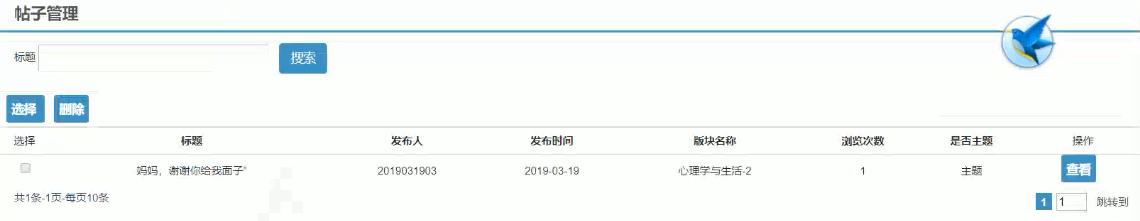 帖子管理
标题 搜索
选择 删除
选择 标题 发布人 发布时间 版块名称 浏览次数 是否主题 操作
妈妈，谢谢你给我面子" 2019031903 2019-03-19 心理学与生活-2 1 主题 查看
共1条-1页-每页10条 1 1 跳转到